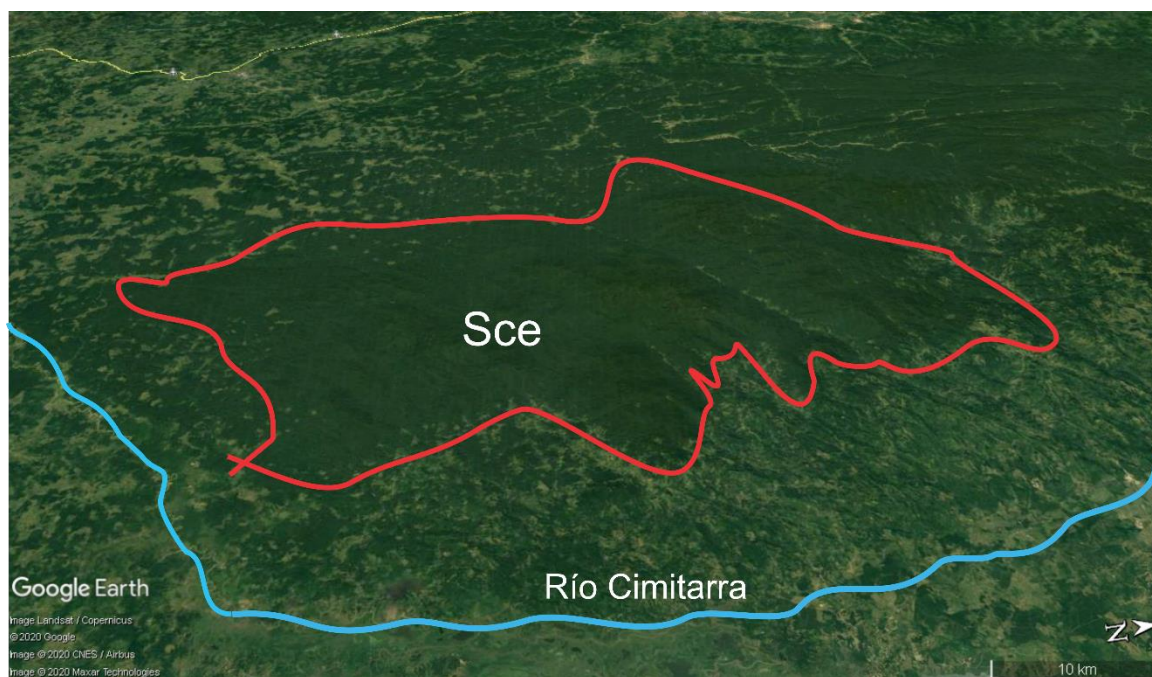 Sce
Río Cimitarra
Google Earth
Image Landsat / Copernicus
© 2020 Google
Image © 2020 CNES / Airbus
Image © 2020 Maxar Technologies
N
10 km